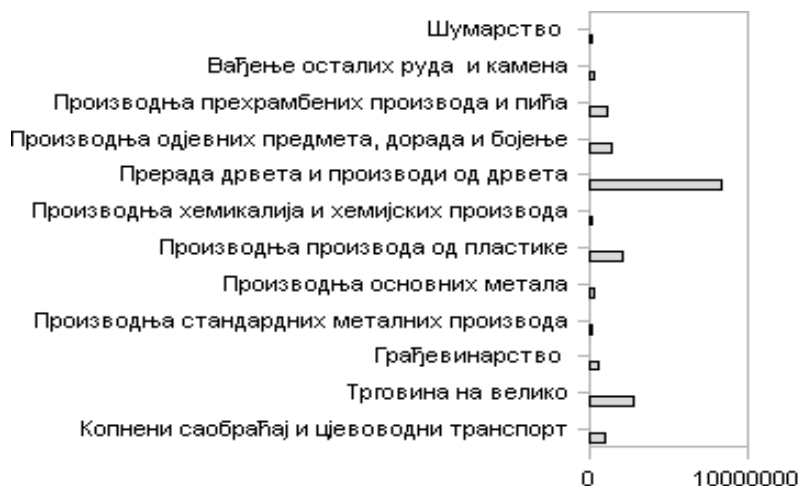 Шумарство
Вађење осталих руда и камена
Производња прехрамбених производа и пића
Производња одјевних предмета, дорада и бојење
Прерада дрвета и производи од дрвета
Производња хемикалија и хемијских производа
Производња производа од пластике
Производња основних метала
Производња стандардних металних производа
Грађевинарство
Трговина на велико
Копнени саобраћај и цјевоводни транспорт
0 10000000